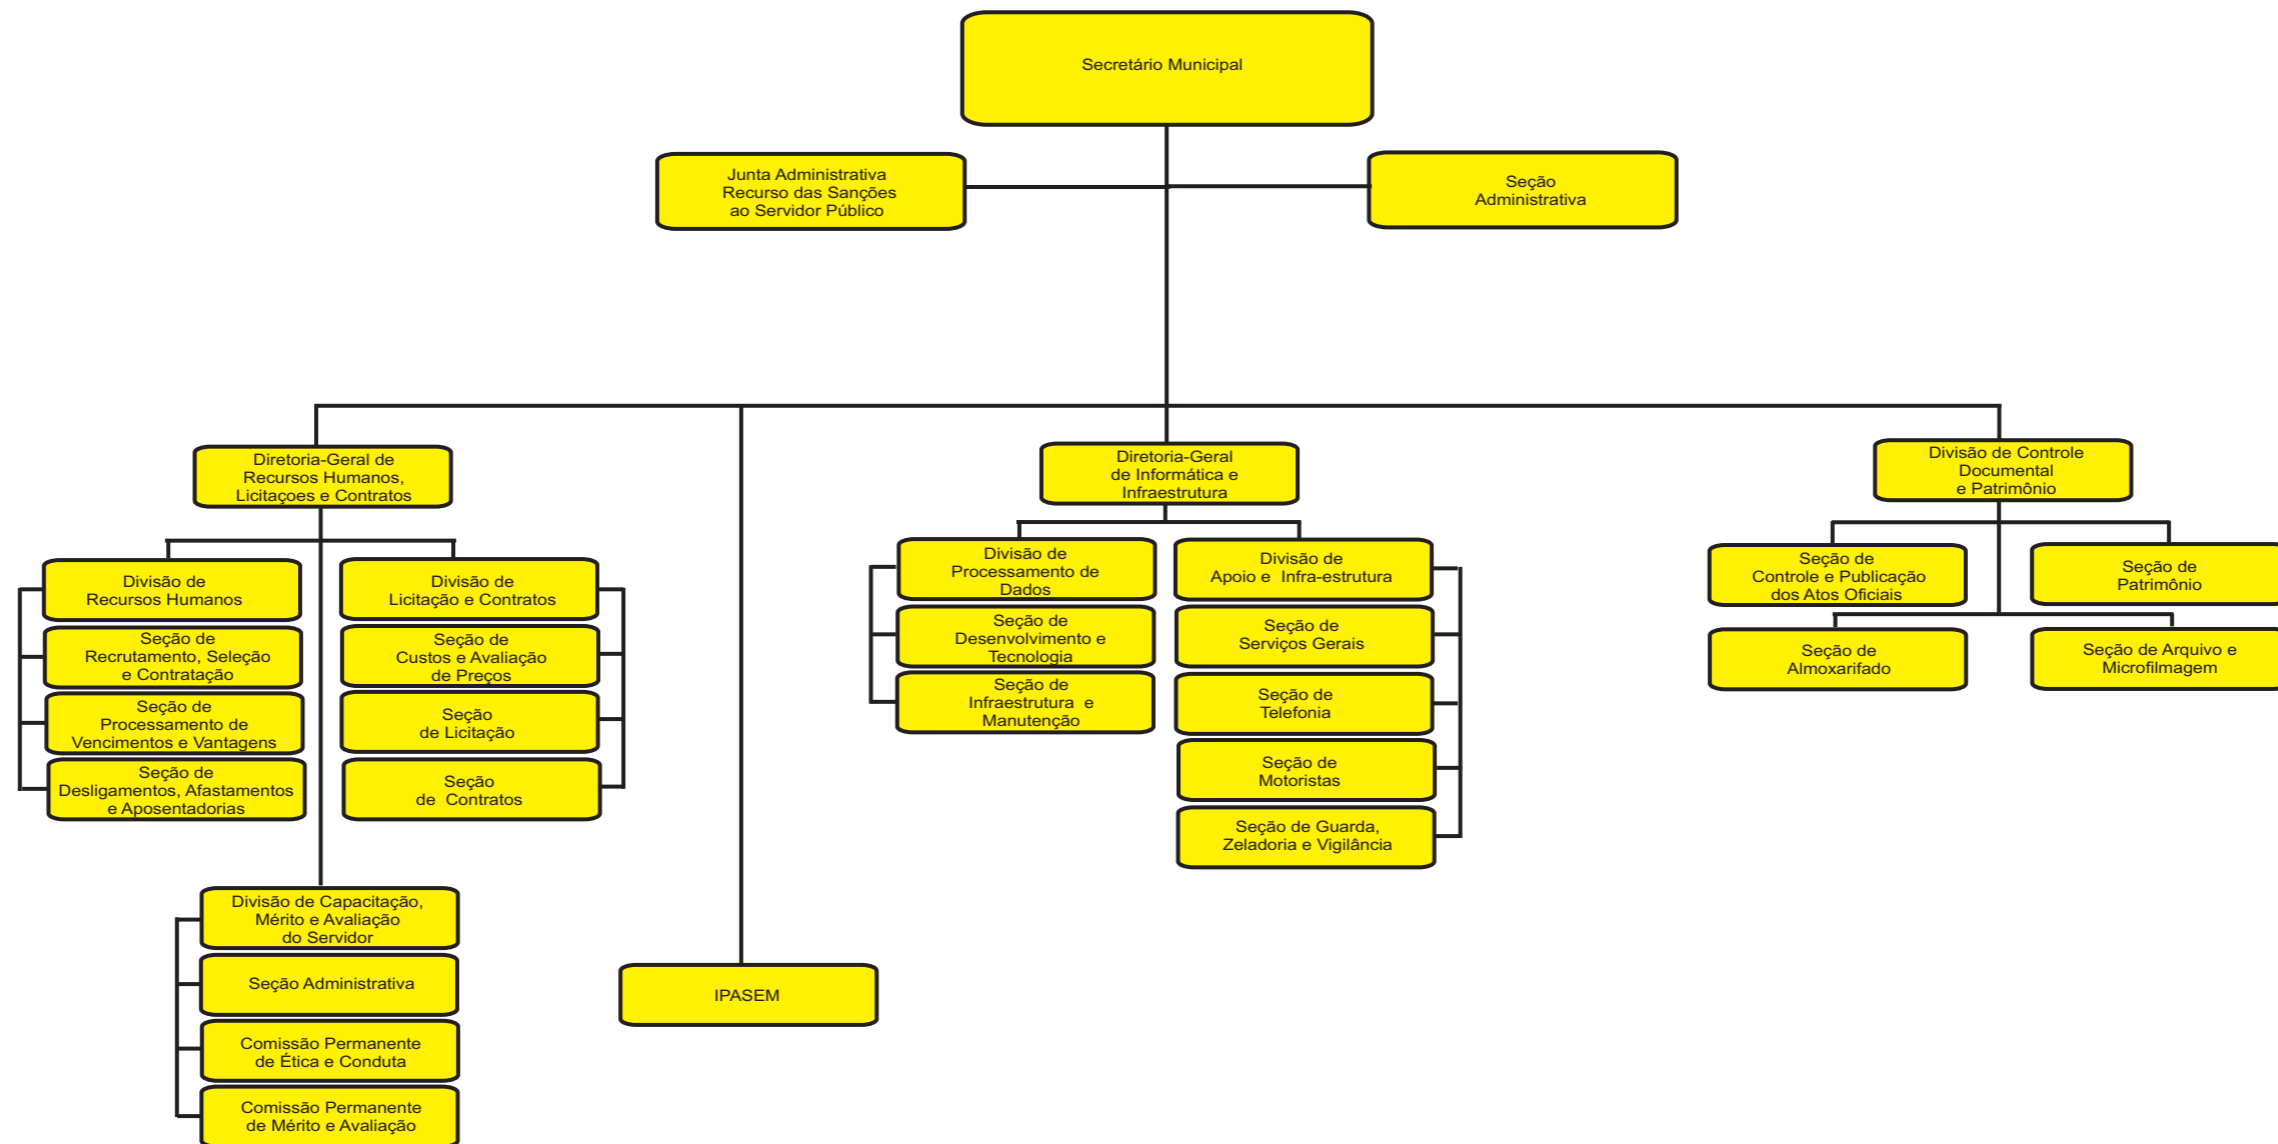 Secretário Municipal
Junta Administrativa
Recurso das Sanções
ao Servidor Público
Seção
Administrativa
Diretoria-Geral de
Recursos Humanos,
Licitaçoes e Contratos
Divisão de
Recursos Humanos
Seção de
Recrutamento, Seleção
e Contratação
Seção de
Processamento de
Vencimentos e Vantagens
Seção de
Desligamentos, Afastamentos
e Aposentadorias
Divisão de
Licitação e Contratos
Seção de
Custos e Avaliação
de Preços
Seção
de Licitação
Seção
de Contratos
Divisão de Capacitação,
Mérito e Avaliação
do Servidor
Seção Administrativa
Comissão Permanente
de Ética e Conduta
Comissão Permanente
de Mérito e Avaliação
IPASEM
Diretoria-Geral
de Informática e
Infraestrutura
Divisão de
Processamento de
Dados
Seção de
Desenvolvimento e
Tecnologia
Seção de
Infraestrutura e
Manutenção
Divisão de
Apoio e Infra-estrutura
Seção de
Serviços Gerais
Seção de
Telefonia
Seção de
Motoristas
Seção de Guarda,
Zeladoria e Vigilância
Divisão de Controle
Documental
e Patrimônio
Seção de
Controle e Publicação
dos Atos Oficiais
Seção de
Patrimônio
Seção de
Almoxarifado
Seção de Arquivo e
Microfilmagem